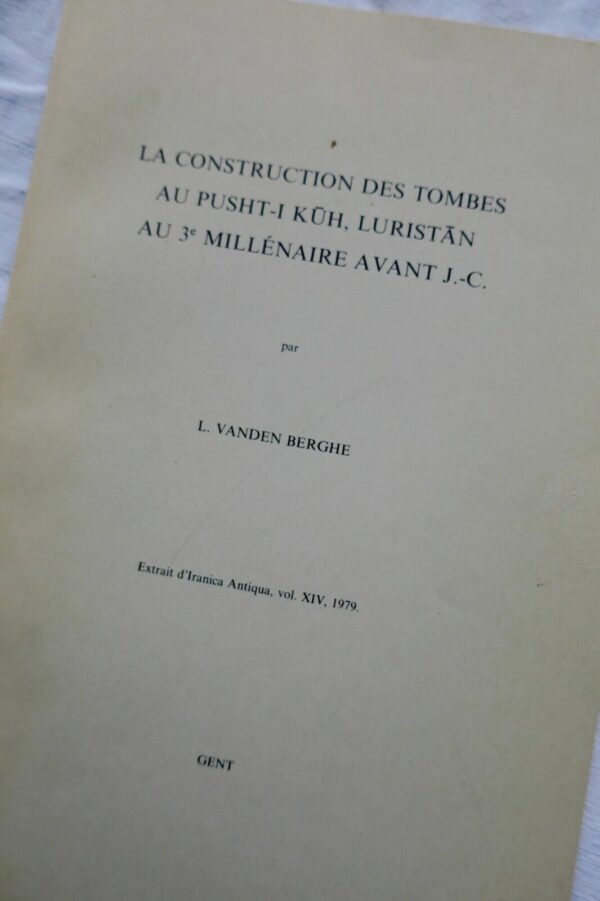 LA CONSTRUCTION DES TOMBES
AU PUSHT-I KŪH, LURISTĀN
AU 3e MILLÉNAIRE AVANT J.-C.
par
L. VANDEN BERGHE
Extrait d'Iranica Antiqua, vol. XIV, 1979.
GENT